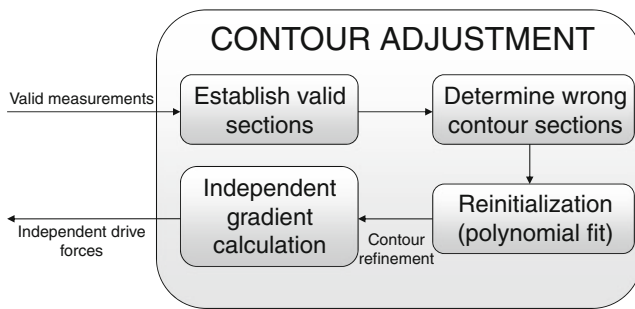 CONTOUR ADJUSTMENT
Valid measurements
Establish valid
sections
Determine wrong
contour sections
Independent
gradient
calculation
Reinitialization
(polynomial fit)
Independent drive
forces
Contour
refinement